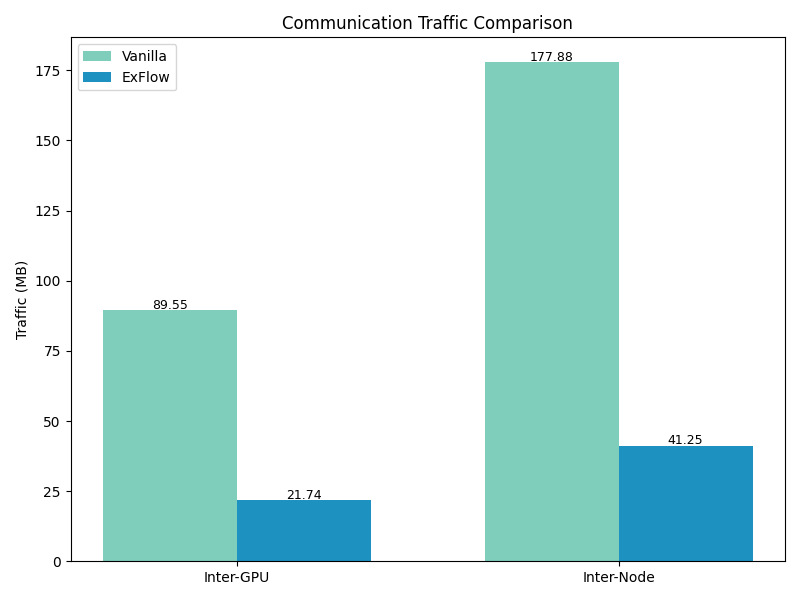 Communication Traffic Comparison
Vanilla
ExFlow
Traffic (MB)
175
150
125
100
75
50
25
0
89.55
21.74
177.88
41.25
Inter-GPU
Inter-Node